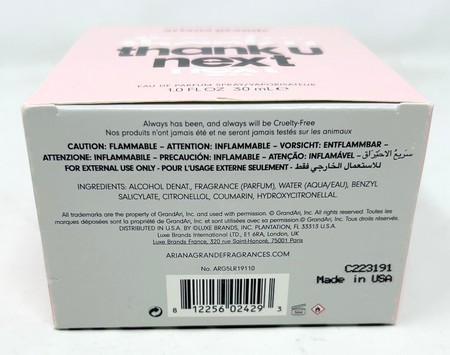 ariana grande
thank u
next
EAU DE PARFUM SPRAY/VAPORISATEUR
1.0 FL OZ 30 mL ℮
Always has been, and always will be Cruelty-Free
Nos produits n'ont jamais été et ne seront jamais testés sur les animaux
CAUTION: FLAMMABLE – ATTENTION: INFLAMMABLE – VORSICHT: ENTFLAMMBAR –
ATTENZIONE: INFIAMMABILE – PRECAUCIÓN: INFLAMABLE – ATENÇÃO: INFLAMÁVEL – سريع الاحتراق
FOR EXTERNAL USE ONLY – POUR L'USAGE EXTERNE SEULEMENT – للاستعمال الخارجي فقط
INGREDIENTS: ALCOHOL DENAT., FRAGRANCE (PARFUM), WATER (AQUA/EAU), BENZYL
SALICYLATE, CITRONELLOL, COUMARIN, HYDROXYCITRONELLAL.
All trademarks are the property of GrandAri, Inc. and used with permission. © GrandAri, Inc. All rights reserved. Toutes les
marques déposées sont la propriété de GrandAri, Inc. et sont utilisées avec permission. © GrandAri, Inc. Tous droits réservés.
DISTRIBUTED IN U.S.A. BY ©LUXE BRANDS, INC. PLANTATION, FL 33313 U.S.A.
Luxe Brands International LTD., E1 6RA, London, UK
Luxe Brands France, 320 rue Saint-Honoré, 75001 Paris
ARIANAGRANDEFRAGRANCES.COM
No. ARG5LR19110
C223191
Made in USA
8 12256 02429 3